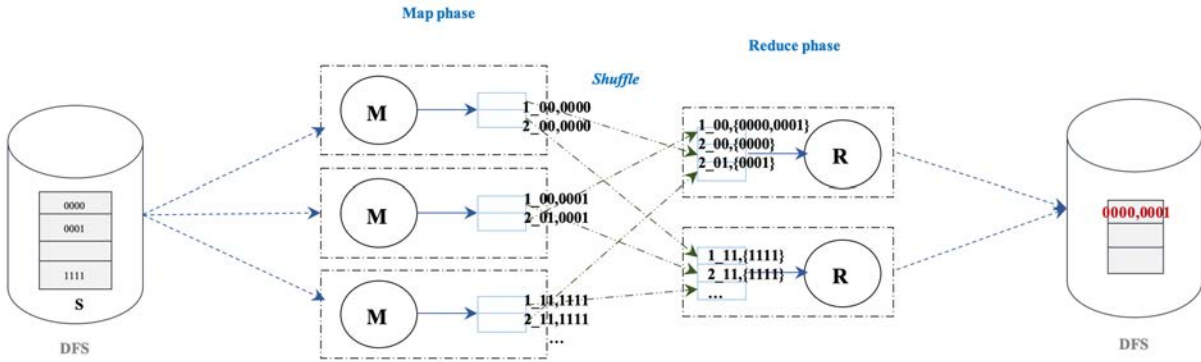 Map phase
Reduce phase
Shuffle
0000
0001
1111
S
DFS
M
1_00,0000
2_00,0000
M
1_00,0001
2_01,0001
M
1_11,1111
2_11,1111
...
1_00,{0000,0001}
2_00,{0000}
2_01,{0001}
R
1_11,{1111}
2_11,{1111}
...
R
0000,0001
DFS